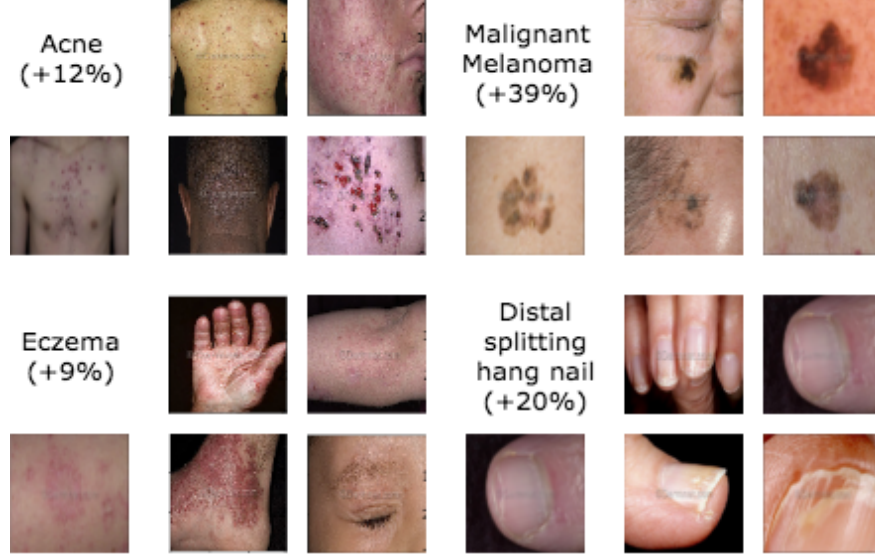 Acne
(+12%)
Malignant
Melanoma
(+39%)
Eczema
(+9%)
Distal
splitting
hang nail
(+20%)